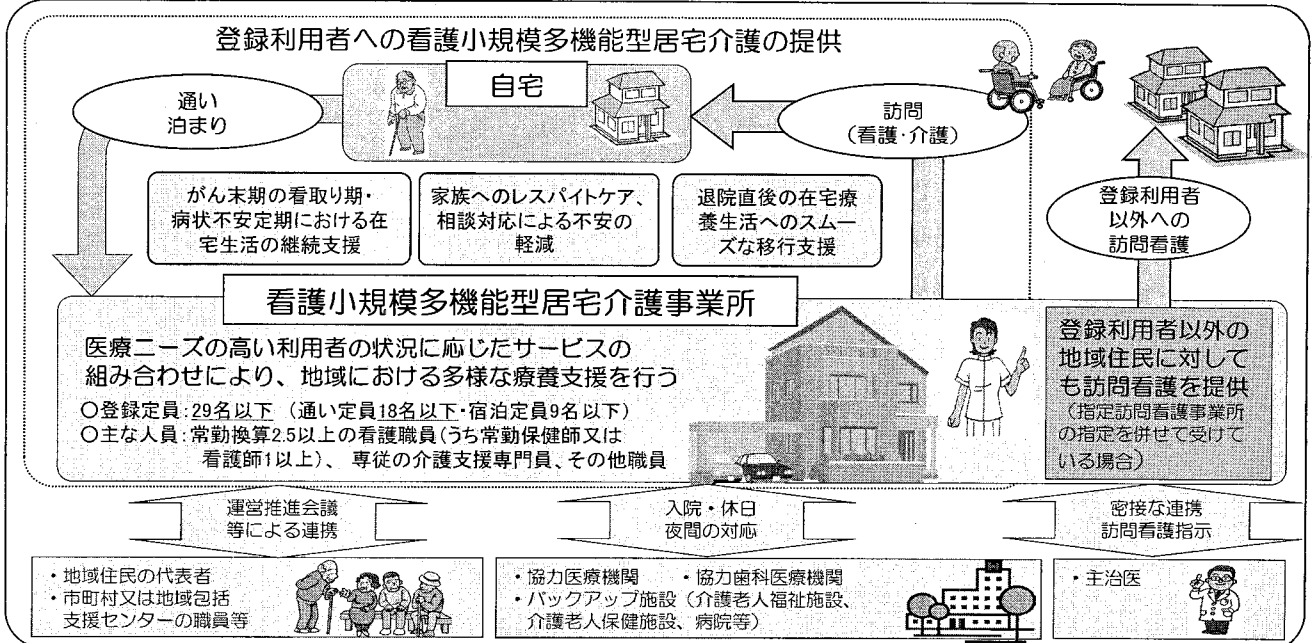 登録利用者への看護小規模多機能型居宅介護の提供
自宅
通い
泊まり
訪問
(看護・介護)
登録利用者
以外への
訪問看護
がん末期の看取り期・
病状不安定期における在
宅生活の継続支援
家族へのレスパイトケア、
相談対応による不安の
軽減
退院直後の在宅療
養生活へのスムー
ズな移行支援
看護小規模多機能型居宅介護事業所
医療ニーズの高い利用者の状況に応じたサービスの
組み合わせにより、地域における多様な療養支援を行う
○登録定員:29名以下 (通い定員18名以下・宿泊定員9名以下)
○主な人員:常勤換算2.5以上の看護職員(うち常勤保健師又は
看護師1以上)、専従の介護支援専門員、その他職員
登録利用者以外の
地域住民に対して
も訪問看護を提供
(指定訪問看護事業所
の指定を併せて受けて
いる場合)
運営推進会議
等による連携
入院・休日
夜間の対応
密接な連携
訪問看護指示
・地域住民の代表者
・市町村又は地域包括
支援センターの職員等
・協力医療機関 ・協力歯科医療機関
・バックアップ施設(介護老人福祉施設、
介護老人保健施設、病院等)
・主治医